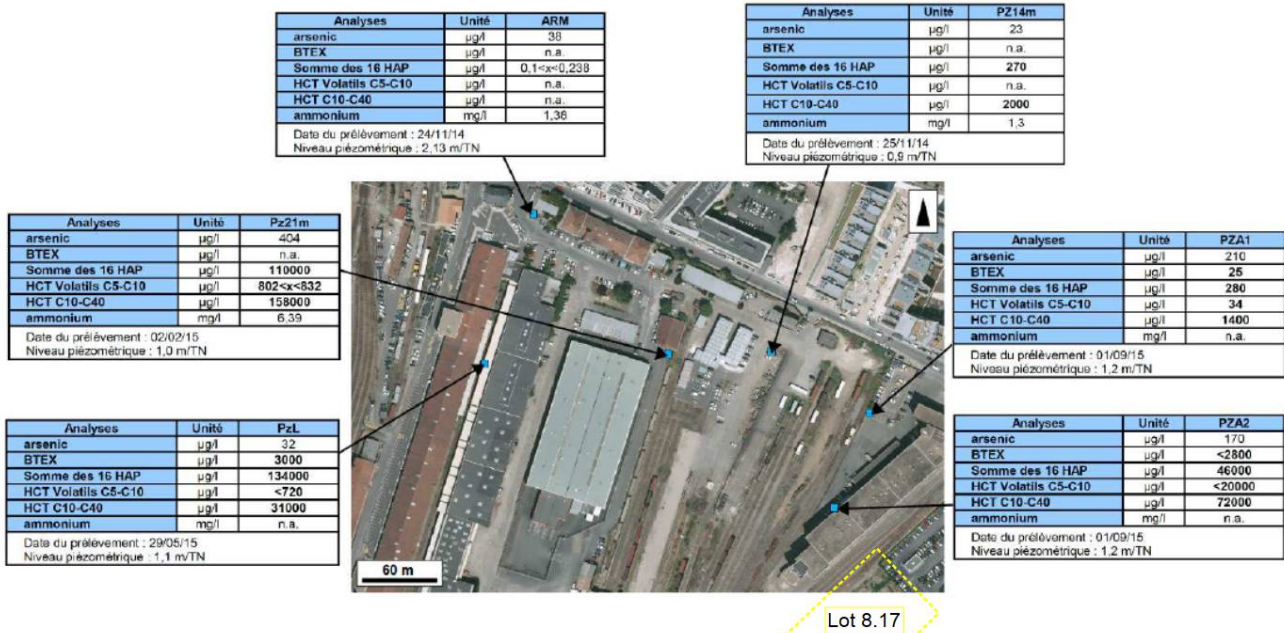 Analyses Unité ARM
arsenic µg/l 38
BTEX µg/l n.a.
Somme des 16 HAP µg/l 0,1<x<0,238
HCT Volatils C5-C10 µg/l n.a.
HCT C10-C40 µg/l n.a.
ammonium mg/l 1,38
Date du prélèvement : 24/11/14
Niveau piézométrique : 2,13 m/TN
Analyses Unité PZ14m
arsenic µg/l 23
BTEX µg/l n.a.
Somme des 16 HAP µg/l 270
HCT Volatils C5-C10 µg/l n.a.
HCT C10-C40 µg/l 2000
ammonium mg/l 1,3
Date du prélèvement : 25/11/14
Niveau piézométrique : 0,9 m/TN
Analyses Unité Pz21m
arsenic µg/l 404
BTEX µg/l n.a.
Somme des 16 HAP µg/l 110000
HCT Volatils C5-C10 µg/l 802<x<832
HCT C10-C40 µg/l 158000
ammonium mg/l 6,39
Date du prélèvement : 02/02/15
Niveau piézométrique : 1,0 m/TN
Analyses Unité PZA1
arsenic µg/l 210
BTEX µg/l 25
Somme des 16 HAP µg/l 280
HCT Volatils C5-C10 µg/l 34
HCT C10-C40 µg/l 1400
ammonium mg/l n.a.
Date du prélèvement : 01/09/15
Niveau piézométrique : 1,2 m/TN
Analyses Unité PzL
arsenic µg/l 32
BTEX µg/l 3000
Somme des 16 HAP µg/l 134000
HCT Volatils C5-C10 µg/l <720
HCT C10-C40 µg/l 31000
ammonium mg/l n.a.
Date du prélèvement : 29/05/15
Niveau piézométrique : 1,1 m/TN
Analyses Unité PZA2
arsenic µg/l 170
BTEX µg/l <2800
Somme des 16 HAP µg/l 46000
HCT Volatils C5-C10 µg/l <20000
HCT C10-C40 µg/l 72000
ammonium mg/l n.a.
Date du prélèvement : 01/09/15
Niveau piézométrique : 1,2 m/TN
60 m
Lot 8.17